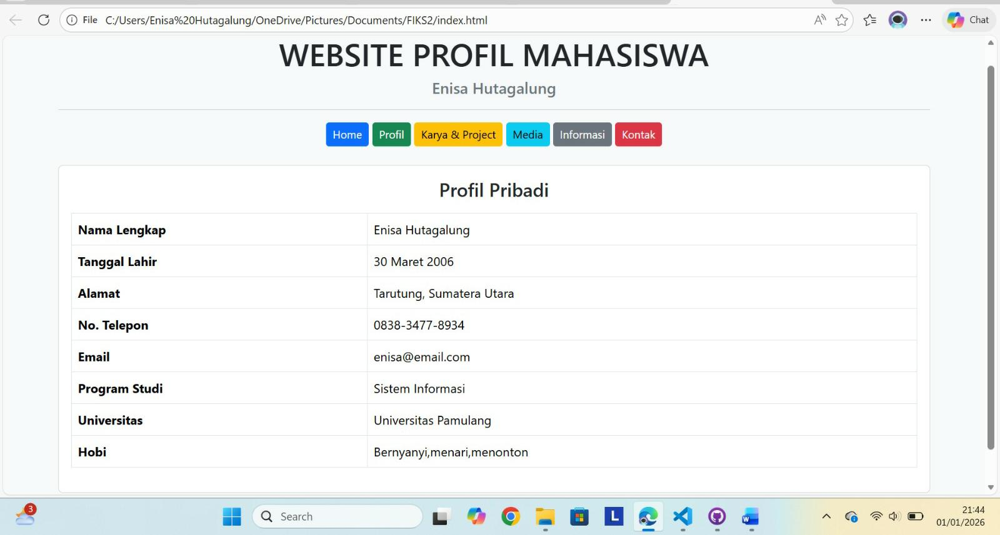 File C:/Users/Enisa%20Hutagalung/OneDrive/Pictures/Documents/FIKS2/index.html
Chat
WEBSITE PROFIL MAHASISWA
Enisa Hutagalung
Home Profil Karya & Project Media Informasi Kontak
Profil Pribadi
Nama Lengkap Enisa Hutagalung
Tanggal Lahir 30 Maret 2006
Alamat Tarutung, Sumatera Utara
No. Telepon 0838-3477-8934
Email enisa@email.com
Program Studi Sistem Informasi
Universitas Universitas Pamulang
Hobi Bernyanyi,menari,menonton
3
Search
L
W
21:44
01/01/2026